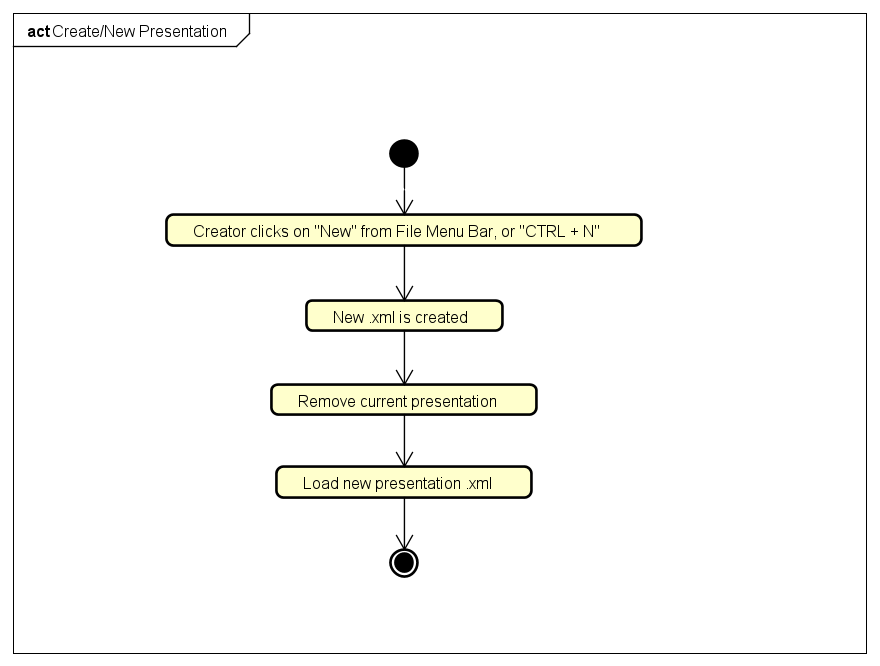 act Create/New Presentation
Creator clicks on "New" from File Menu Bar, or "CTRL + N"
New .xml is created
Remove current presentation
Load new presentation .xml